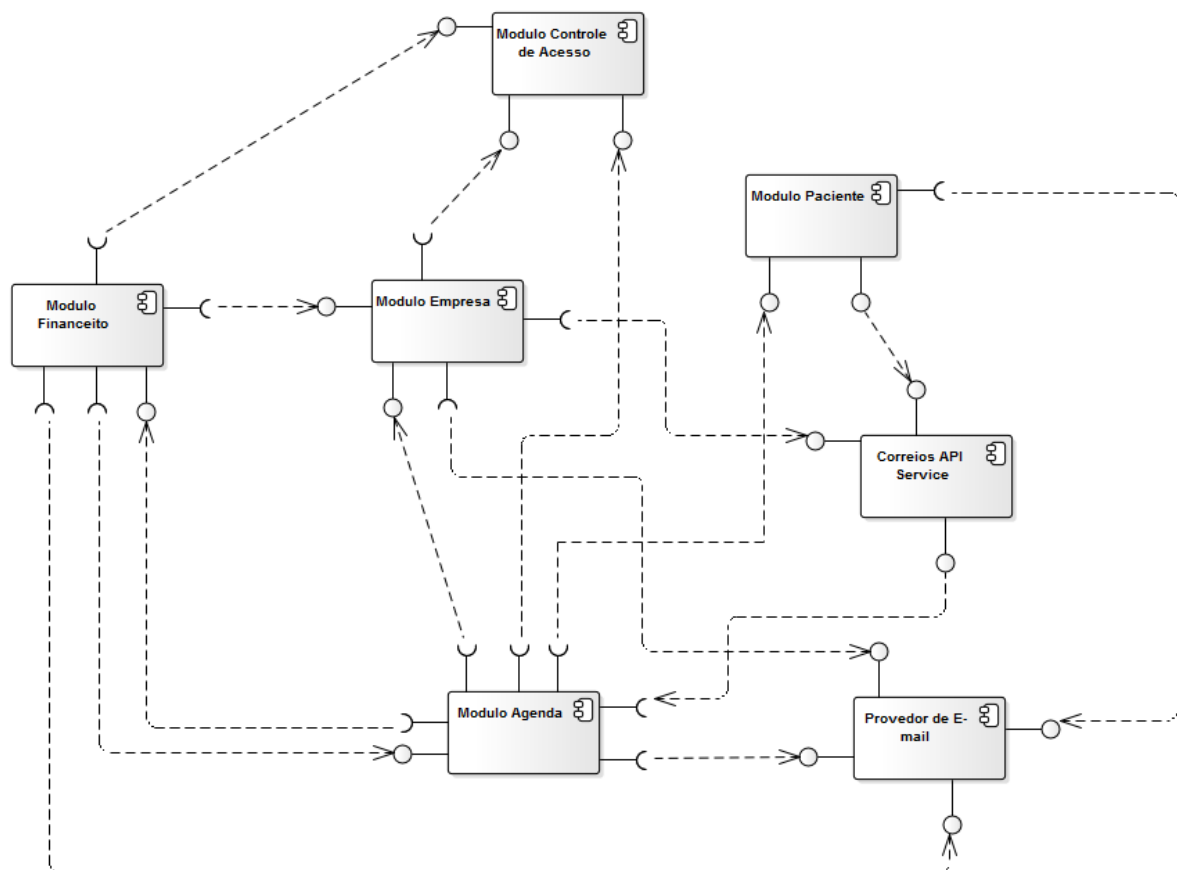 Modulo Controle
de Acesso
Modulo Paciente
Modulo
Financeito
Modulo Empresa
Correios API
Service
Modulo Agenda
Provedor de E-
mail